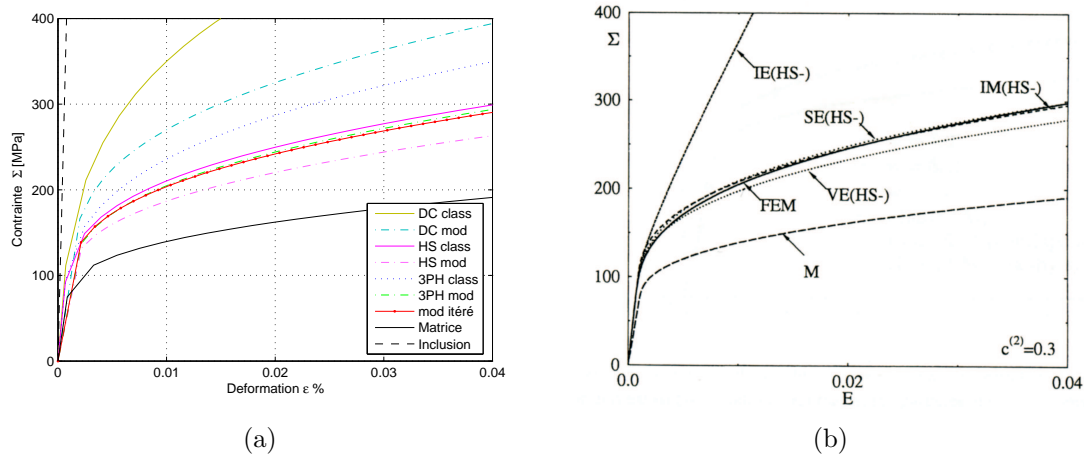 400
300
200
100
0
0
0.01
0.02
0.03
0.04
Contrainte Σ [MPa]
Deformation ε %
DC class
DC mod
HS class
HS mod
3PH class
3PH mod
mod itéré
Matrice
Inclusion
(a)
400
Σ
300
200
100
0
0.0
0.02
0.04
E
IE(HS-)
IM(HS-)
SE(HS-)
VE(HS-)
FEM
M
c(2)=0.3
(b)